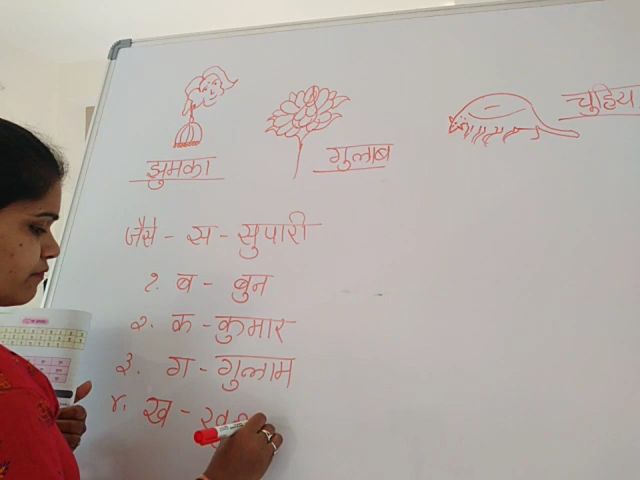 झुमका
गुलाब
चुहिय
जैसे - स - सुपारी
१. ब - बुन
२. क - कुमार
३. ग - गुलाम
४. ख - खु